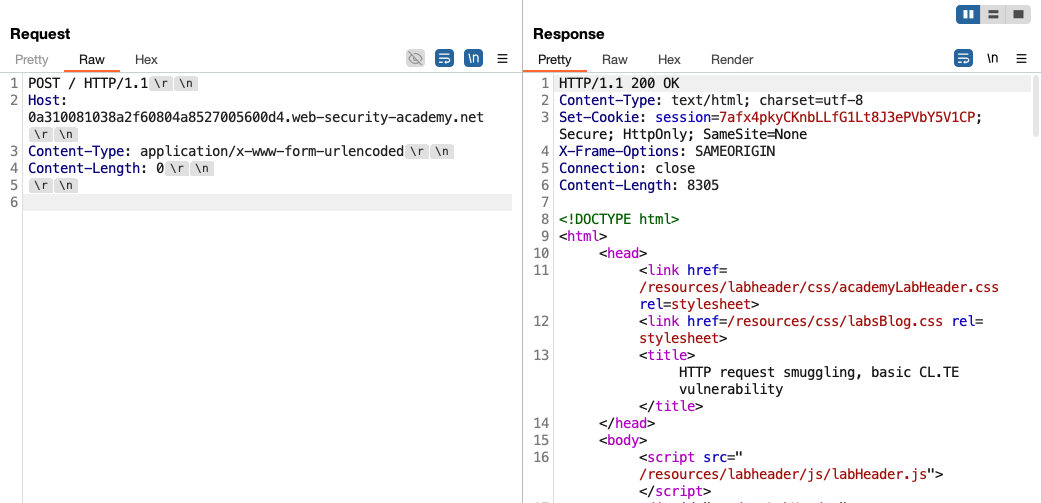 Request
Pretty Raw Hex \n
1 POST / HTTP/1.1 \r \n
2 Host:
0a310081038a2f60804a8527005600d4.web-security-academy.net
\r \n
3 Content-Type: application/x-www-form-urlencoded \r \n
4 Content-Length: 0 \r \n
5 \r \n
6
Response
Pretty Raw Hex Render \n
1 HTTP/1.1 200 OK
2 Content-Type: text/html; charset=utf-8
3 Set-Cookie: session=7afx4pkyCKnbLLfG1Lt8J3ePVbY5V1CP;
Secure; HttpOnly; SameSite=None
4 X-Frame-Options: SAMEORIGIN
5 Connection: close
6 Content-Length: 8305
7
8 <!DOCTYPE html>
9 <html>
10 <head>
11 <link href=
/resources/labheader/css/academyLabHeader.css
rel=stylesheet>
12 <link href=/resources/css/labsBlog.css rel=
stylesheet>
13 <title>
HTTP request smuggling, basic CL.TE
vulnerability
</title>
14 </head>
15 <body>
16 <script src="
/resources/labheader/js/labHeader.js">
</script>